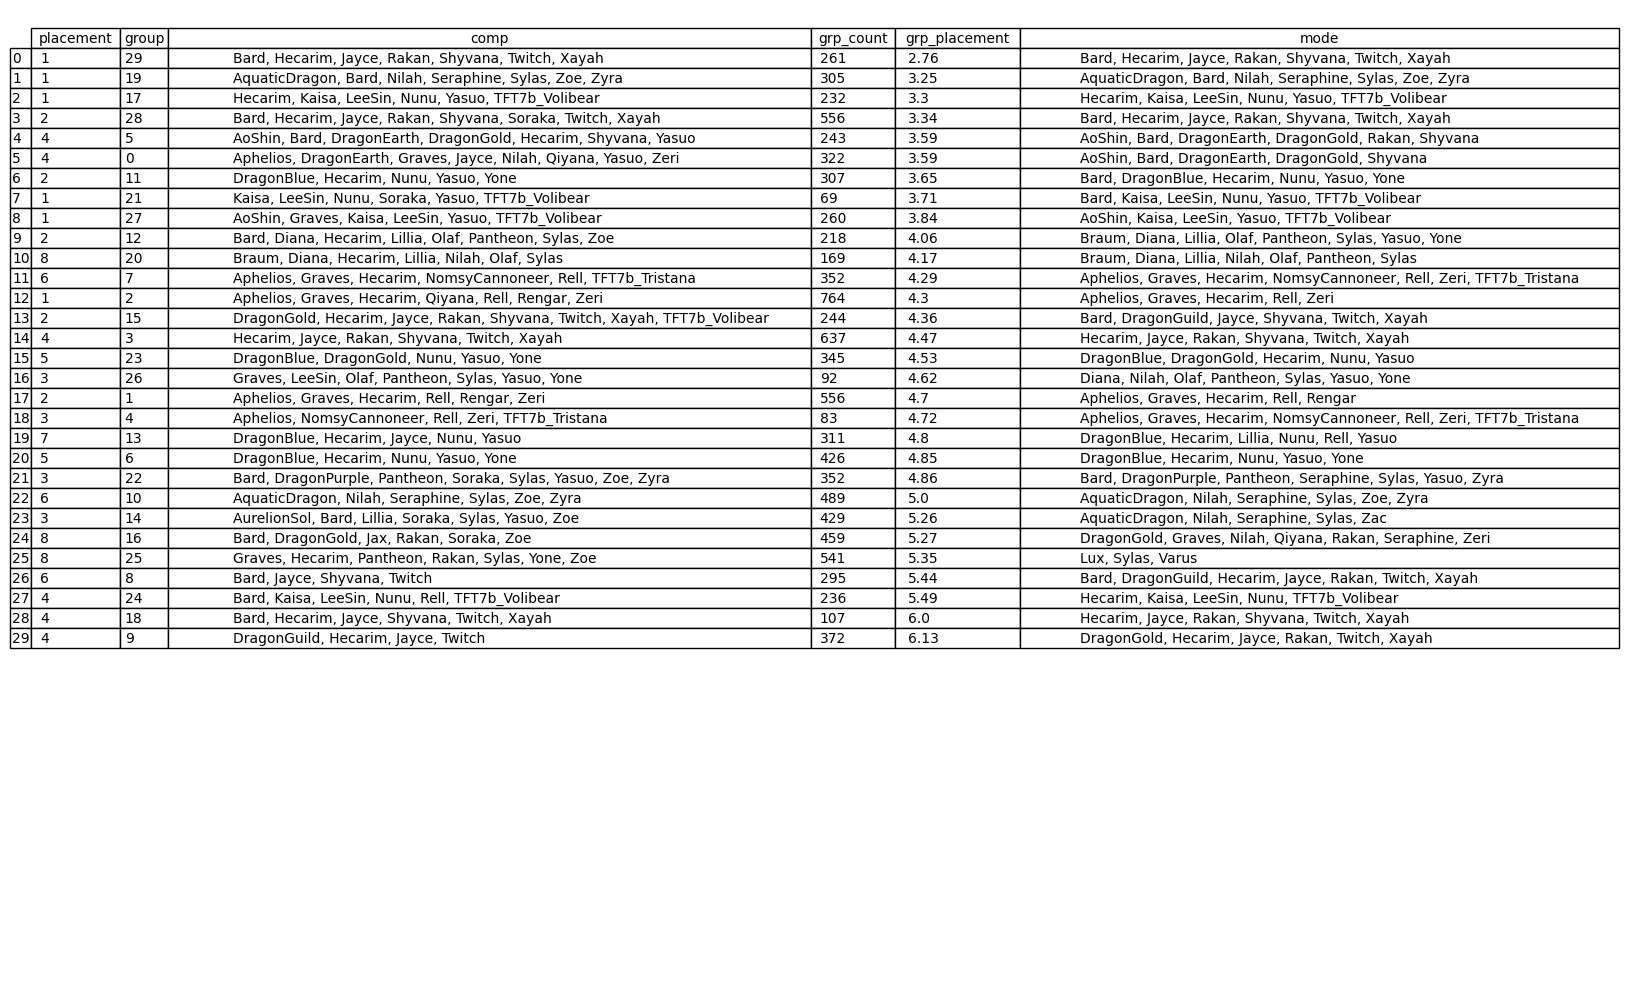 placement group comp grp_count grp_placement mode
0 1 29 Bard, Hecarim, Jayce, Rakan, Shyvana, Twitch, Xayah 261 2.76 Bard, Hecarim, Jayce, Rakan, Shyvana, Twitch, Xayah
1 1 19 AquaticDragon, Bard, Nilah, Seraphine, Sylas, Zoe, Zyra 305 3.25 AquaticDragon, Bard, Nilah, Seraphine, Sylas, Zoe, Zyra
2 1 17 Hecarim, Kaisa, LeeSin, Nunu, Yasuo, TFT7b_Volibear 232 3.3 Hecarim, Kaisa, LeeSin, Nunu, Yasuo, TFT7b_Volibear
3 2 28 Bard, Hecarim, Jayce, Rakan, Shyvana, Soraka, Twitch, Xayah 556 3.34 Bard, Hecarim, Jayce, Rakan, Shyvana, Twitch, Xayah
4 4 5 AoShin, Bard, DragonEarth, DragonGold, Hecarim, Shyvana, Yasuo 243 3.59 AoShin, Bard, DragonEarth, DragonGold, Rakan, Shyvana
5 4 0 Aphelios, DragonEarth, Graves, Jayce, Nilah, Qiyana, Yasuo, Zeri 322 3.59 AoShin, Bard, DragonEarth, DragonGold, Shyvana
6 2 11 DragonBlue, Hecarim, Nunu, Yasuo, Yone 307 3.65 Bard, DragonBlue, Hecarim, Nunu, Yasuo, Yone
7 1 21 Kaisa, LeeSin, Nunu, Soraka, Yasuo, TFT7b_Volibear 69 3.71 Bard, Kaisa, LeeSin, Nunu, Yasuo, TFT7b_Volibear
8 1 27 AoShin, Graves, Kaisa, LeeSin, Yasuo, TFT7b_Volibear 260 3.84 AoShin, Kaisa, LeeSin, Yasuo, TFT7b_Volibear
9 2 12 Bard, Diana, Hecarim, Lillia, Olaf, Pantheon, Sylas, Zoe 218 4.06 Braum, Diana, Lillia, Olaf, Pantheon, Sylas, Yasuo, Yone
10 8 20 Braum, Diana, Hecarim, Lillia, Nilah, Olaf, Sylas 169 4.17 Braum, Diana, Lillia, Nilah, Olaf, Pantheon, Sylas
11 6 7 Aphelios, Graves, Hecarim, NomsyCannoneer, Rell, TFT7b_Tristana 352 4.29 Aphelios, Graves, Hecarim, NomsyCannoneer, Rell, Zeri, TFT7b_Tristana
12 1 2 Aphelios, Graves, Hecarim, Qiyana, Rell, Rengar, Zeri 764 4.3 Aphelios, Graves, Hecarim, Rell, Zeri
13 2 15 DragonGold, Hecarim, Jayce, Rakan, Shyvana, Twitch, Xayah, TFT7b_Volibear 244 4.36 Bard, DragonGuild, Jayce, Shyvana, Twitch, Xayah
14 4 3 Hecarim, Jayce, Rakan, Shyvana, Twitch, Xayah 637 4.47 Hecarim, Jayce, Rakan, Shyvana, Twitch, Xayah
15 5 23 DragonBlue, DragonGold, Nunu, Yasuo, Yone 345 4.53 DragonBlue, DragonGold, Hecarim, Nunu, Yasuo
16 3 26 Graves, LeeSin, Olaf, Pantheon, Sylas, Yasuo, Yone 92 4.62 Diana, Nilah, Olaf, Pantheon, Sylas, Yasuo, Yone
17 2 1 Aphelios, Graves, Hecarim, Rell, Rengar, Zeri 556 4.7 Aphelios, Graves, Hecarim, Rell, Rengar
18 3 4 Aphelios, NomsyCannoneer, Rell, Zeri, TFT7b_Tristana 83 4.72 Aphelios, Graves, Hecarim, NomsyCannoneer, Rell, Zeri, TFT7b_Tristana
19 7 13 DragonBlue, Hecarim, Jayce, Nunu, Yasuo 311 4.8 DragonBlue, Hecarim, Lillia, Nunu, Rell, Yasuo
20 5 6 DragonBlue, Hecarim, Nunu, Yasuo, Yone 426 4.85 DragonBlue, Hecarim, Nunu, Yasuo, Yone
21 3 22 Bard, DragonPurple, Pantheon, Soraka, Sylas, Yasuo, Zoe, Zyra 352 4.86 Bard, DragonPurple, Pantheon, Seraphine, Sylas, Yasuo, Zyra
22 6 10 AquaticDragon, Nilah, Seraphine, Sylas, Zoe, Zyra 489 5.0 AquaticDragon, Nilah, Seraphine, Sylas, Zoe, Zyra
23 3 14 AurelionSol, Bard, Lillia, Soraka, Sylas, Yasuo, Zoe 429 5.26 AquaticDragon, Nilah, Seraphine, Sylas, Zac
24 8 16 Bard, DragonGold, Jax, Rakan, Soraka, Zoe 459 5.27 DragonGold, Graves, Nilah, Qiyana, Rakan, Seraphine, Zeri
25 8 25 Graves, Hecarim, Pantheon, Rakan, Sylas, Yone, Zoe 541 5.35 Lux, Sylas, Varus
26 6 8 Bard, Jayce, Shyvana, Twitch 295 5.44 Bard, DragonGuild, Hecarim, Jayce, Rakan, Twitch, Xayah
27 4 24 Bard, Kaisa, LeeSin, Nunu, Rell, TFT7b_Volibear 236 5.49 Hecarim, Kaisa, LeeSin, Nunu, TFT7b_Volibear
28 4 18 Bard, Hecarim, Jayce, Shyvana, Twitch, Xayah 107 6.0 Hecarim, Jayce, Rakan, Shyvana, Twitch, Xayah
29 4 9 DragonGuild, Hecarim, Jayce, Twitch 372 6.13 DragonGold, Hecarim, Jayce, Rakan, Twitch, Xayah